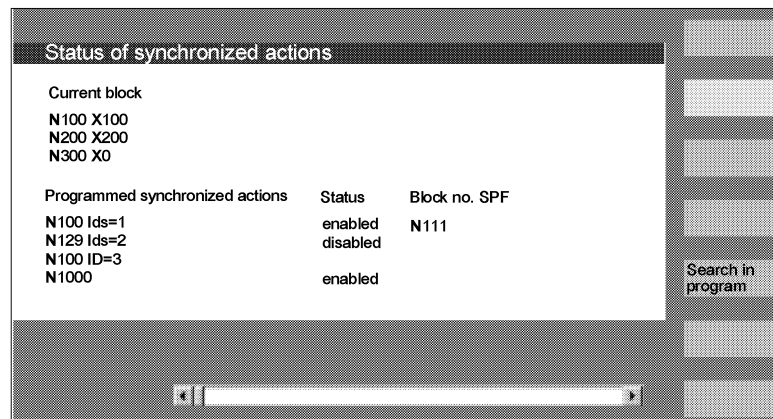 Status of synchronized actions
Current block
N100 X100
N200 X200
N300 X0
Programmed synchronized actions Status Block no. SPF
N100 Ids=1 enabled N111
N129 Ids=2 disabled
N100 ID=3
N1000 enabled
Search in
program